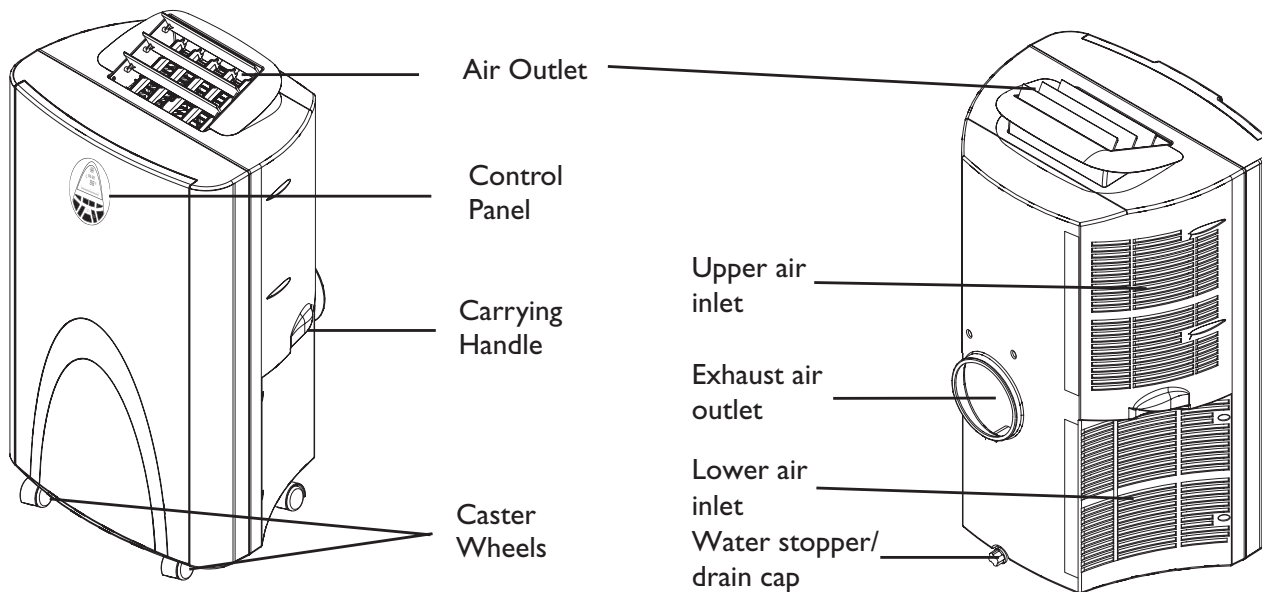 Air Outlet
Control
Panel
Carrying
Handle
Caster
Wheels
Upper air
inlet
Exhaust air
outlet
Lower air
inlet
Water stopper/
drain cap